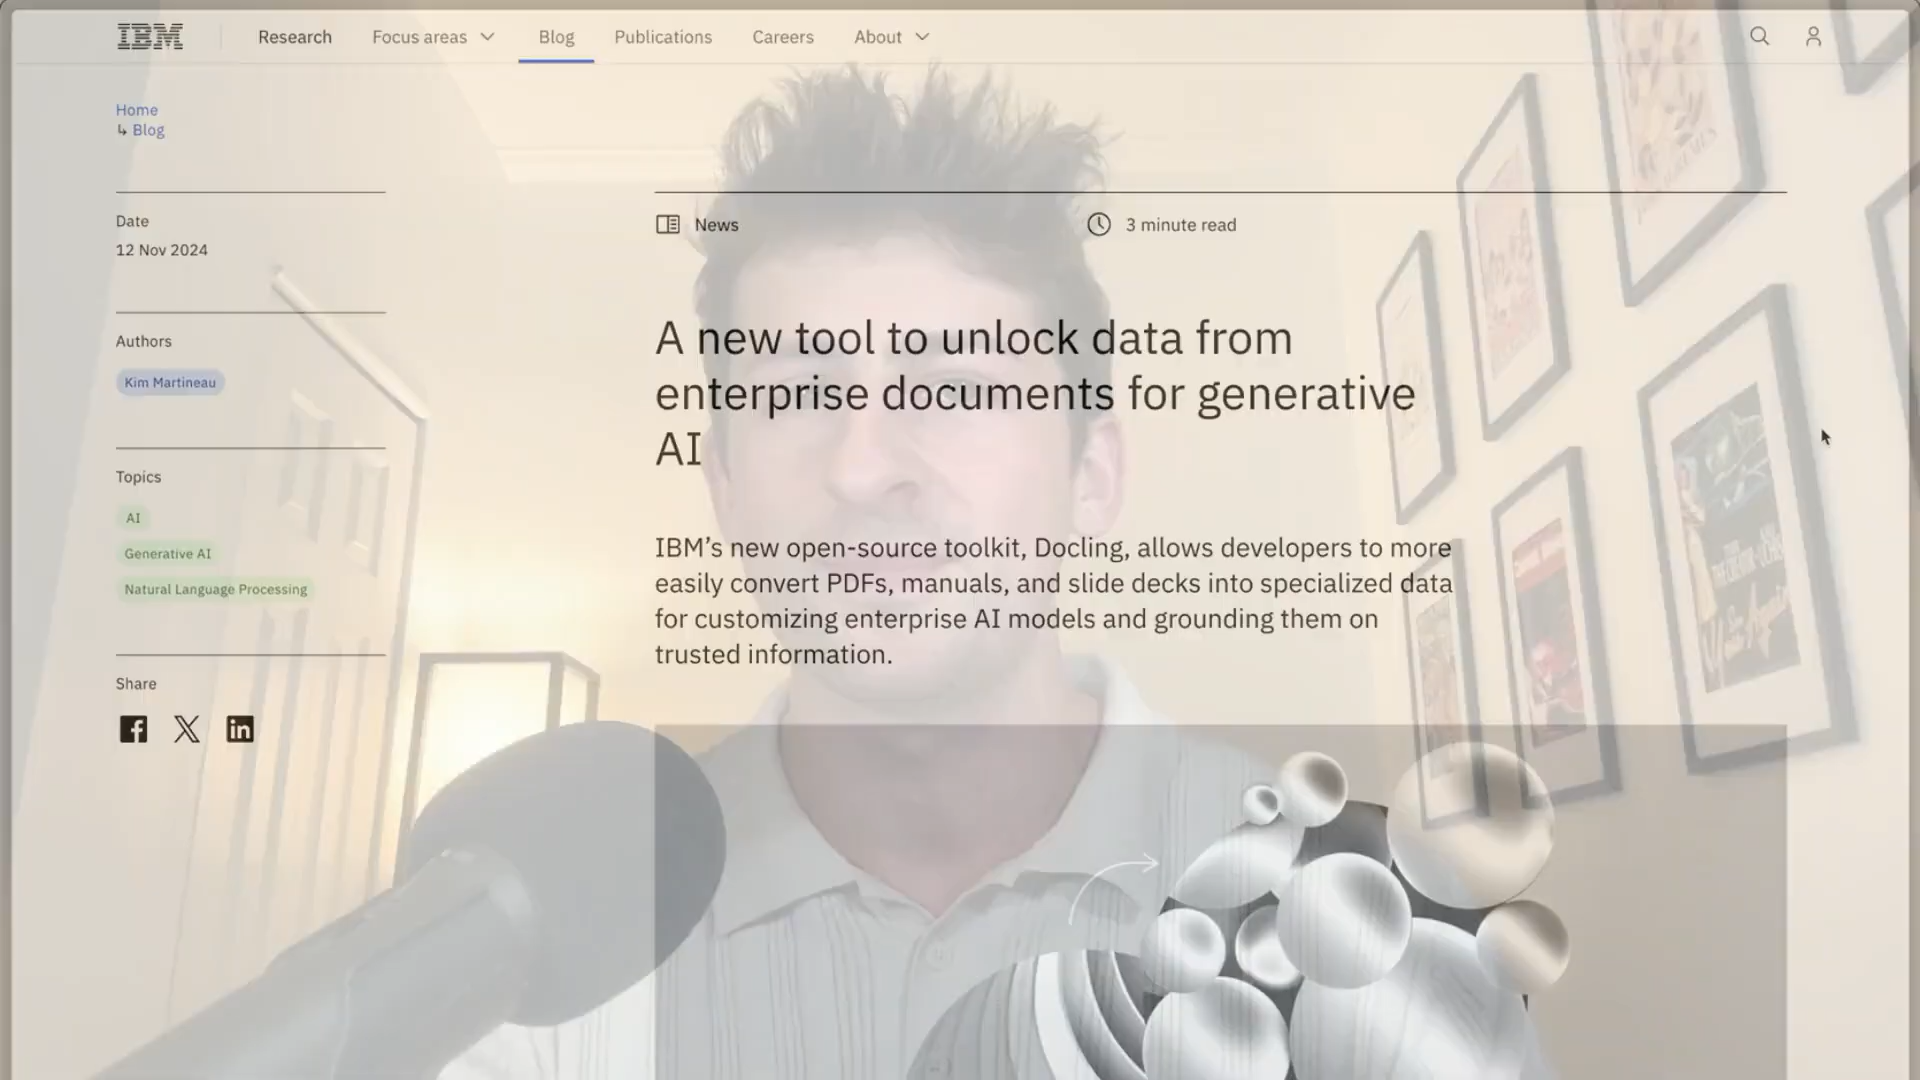 IBM
Research
Focus areas
Blog
Publications
Careers
About
Home
↳ Blog
Date
12 Nov 2024
Authors
Kim Martineau
Topics
AI
Generative AI
Natural Language Processing
Share
News
3 minute read
A new tool to unlock data from
enterprise documents for generative
AI
IBM’s new open-source toolkit, Docling, allows developers to more
easily convert PDFs, manuals, and slide decks into specialized data
for customizing enterprise AI models and grounding them on
trusted information.